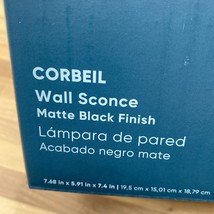 CORBEIL
Wall Sconce
Matte Black Finish
Lámpara de pared
Acabado negro mate
7.68 in x 5.91 in x 7.4 in | 19,5 cm x 15,01 cm x 18,79 cm